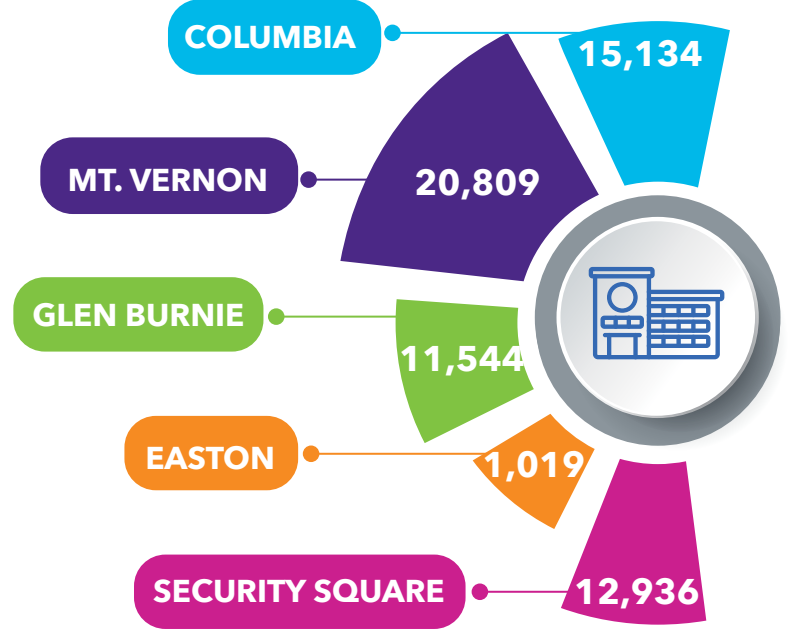 COLUMBIA
15,134
MT. VERNON
20,809
GLEN BURNIE
11,544
EASTON
1,019
SECURITY SQUARE
12,936